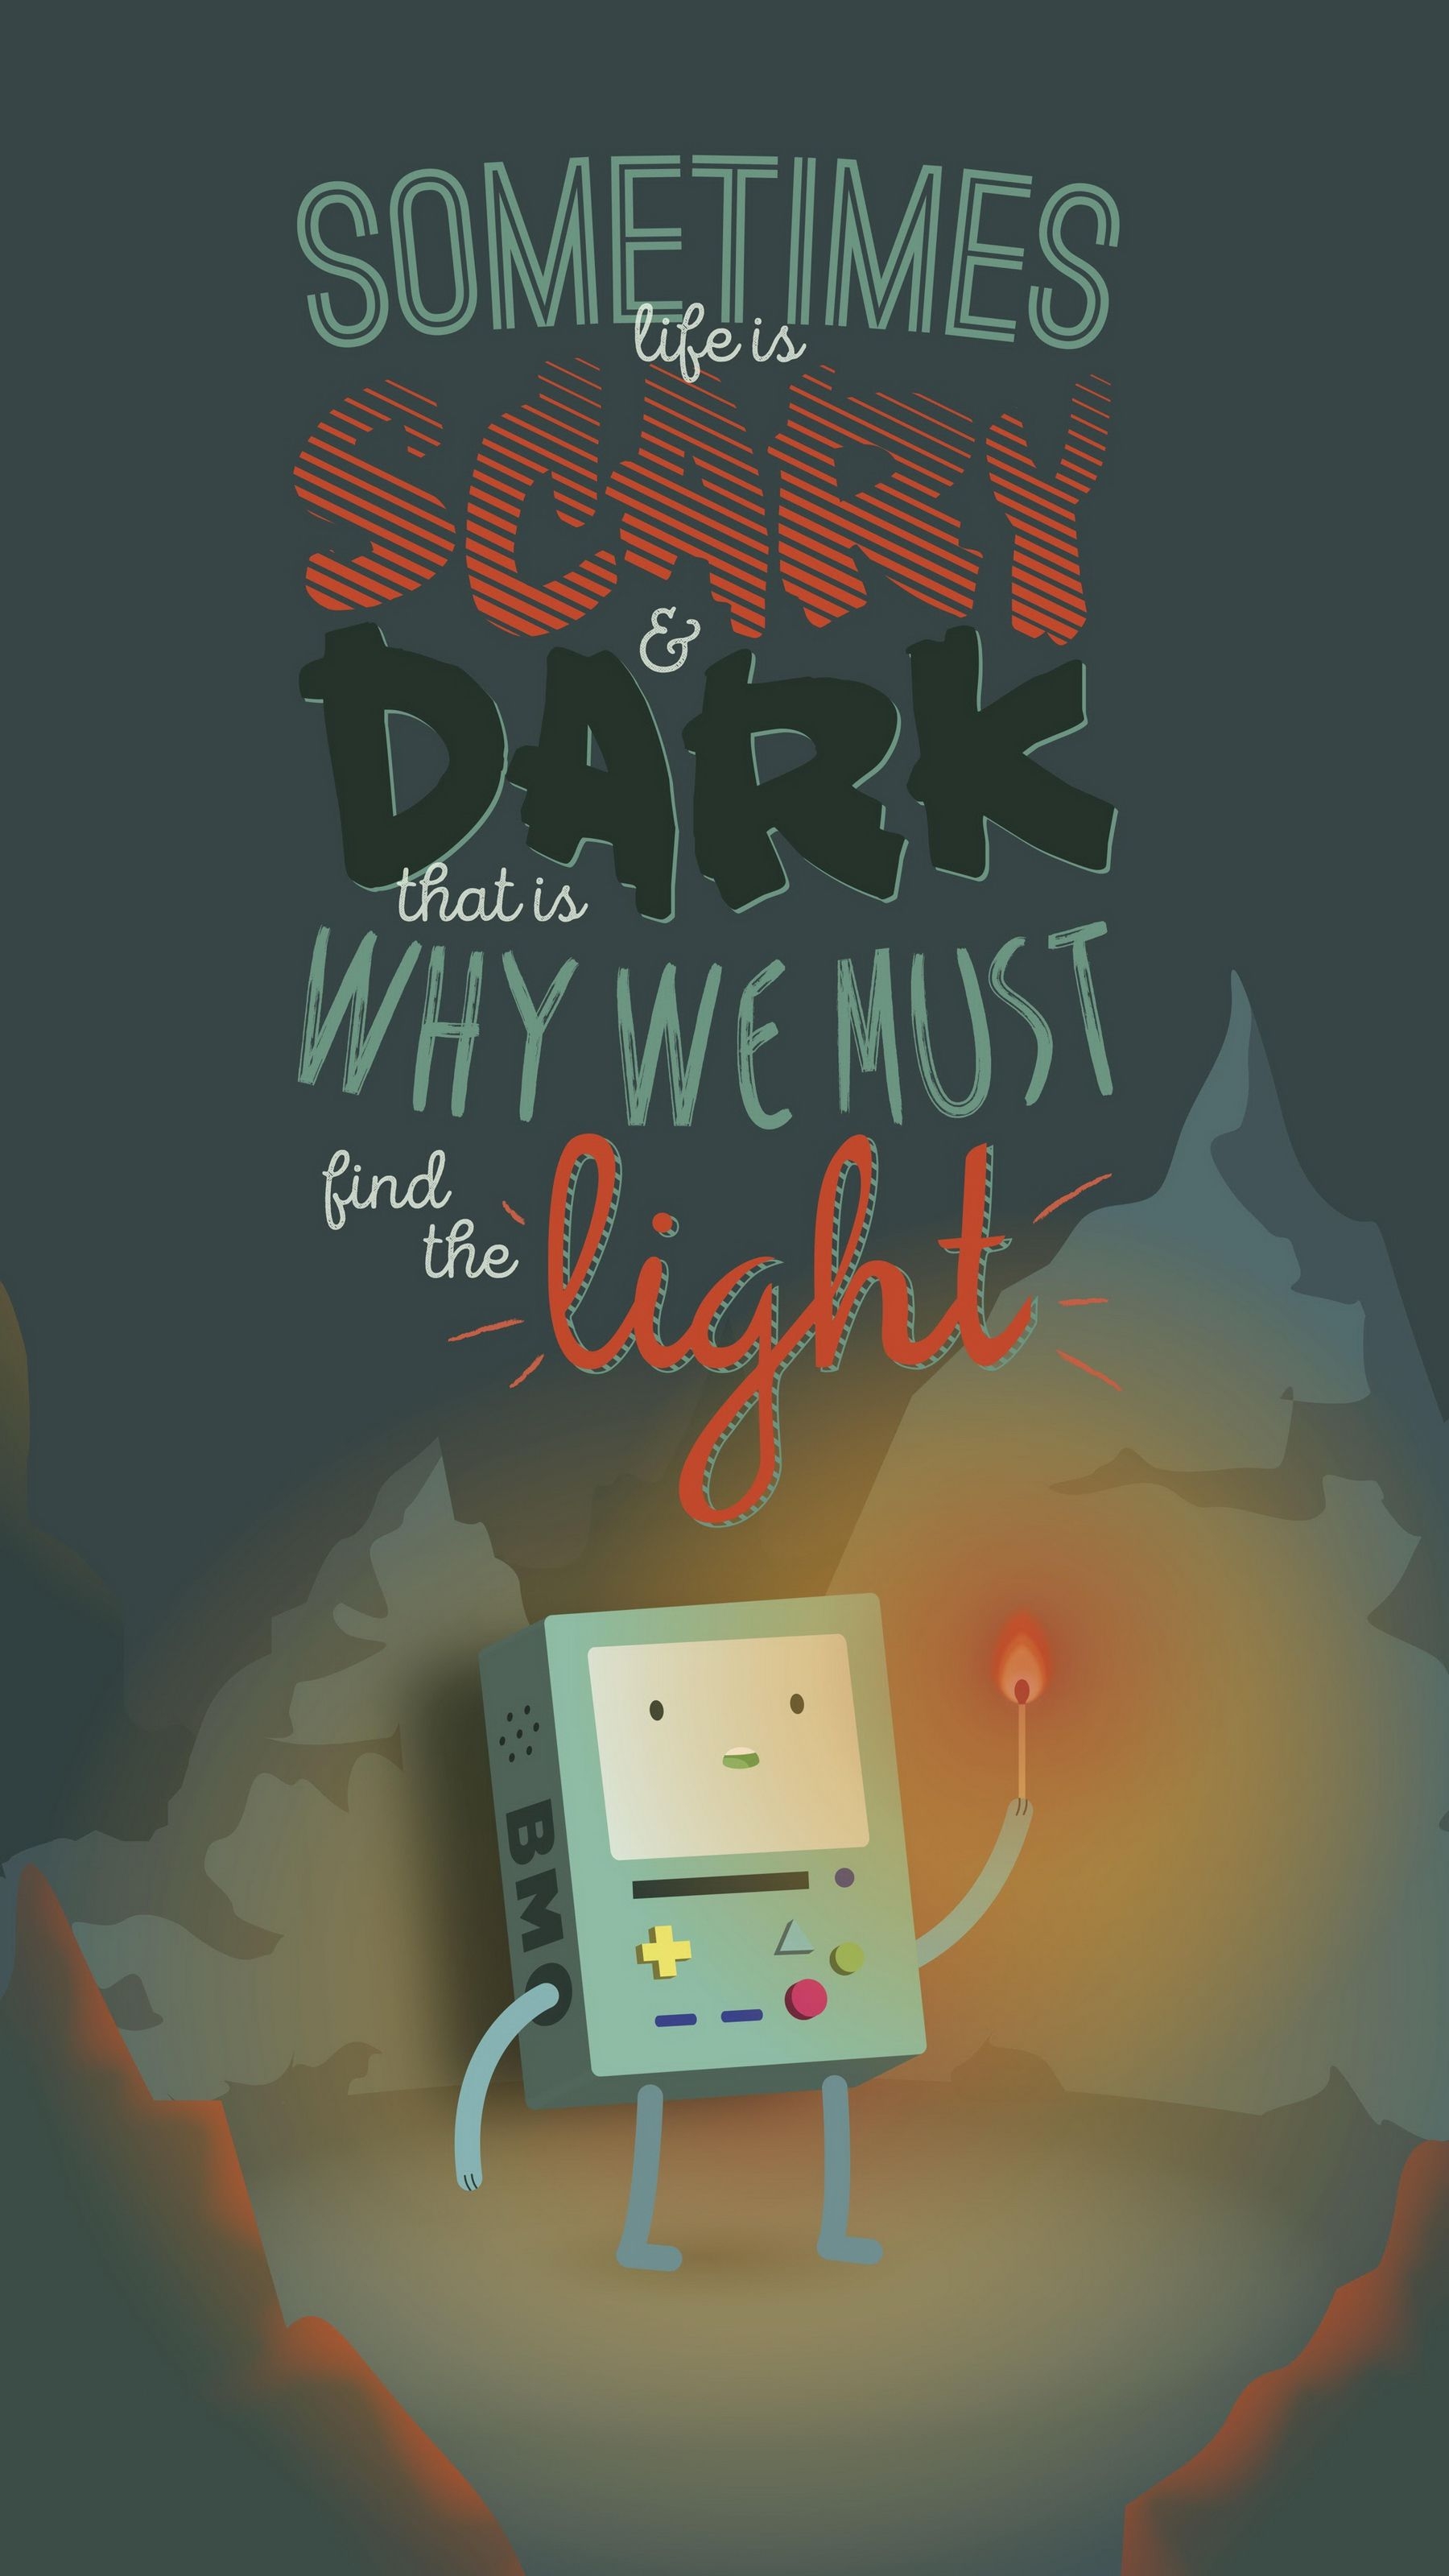 SOMETIMES
life is
SCARY
&
DARK
that is
WHY WE MUST
find
the
light
BMO